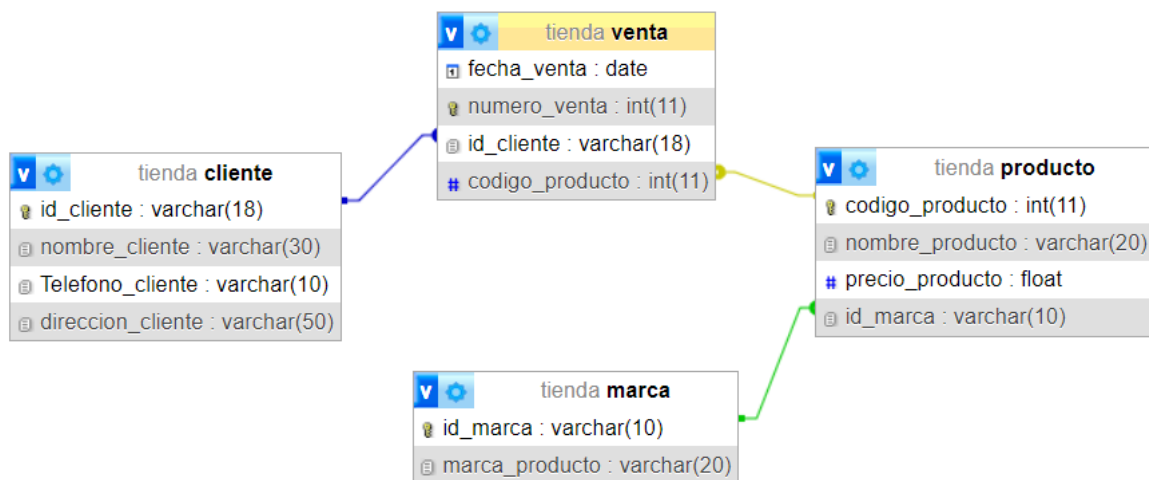 v tienda venta
fecha_venta : date
numero_venta : int(11)
id_cliente : varchar(18)
# codigo_producto : int(11)
v tienda cliente
id_cliente : varchar(18)
nombre_cliente : varchar(30)
Telefono_cliente : varchar(10)
direccion_cliente : varchar(50)
v tienda producto
codigo_producto : int(11)
nombre_producto : varchar(20)
# precio_producto : float
id_marca : varchar(10)
v tienda marca
id_marca : varchar(10)
marca_producto : varchar(20)